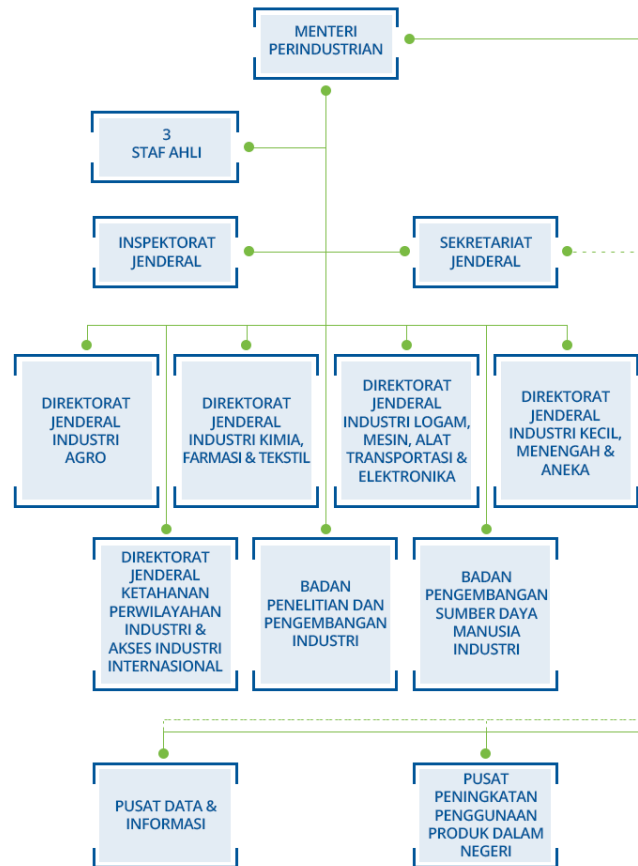 MENTERI
PERINDUSTRIAN
3
STAF AHLI
INSPEKTORAT
JENDERAL
SEKRETARIAT
JENDERAL
DIREKTORAT
JENDERAL
INDUSTRI
AGRO
DIREKTORAT
JENDERAL
INDUSTRI KIMIA,
FARMASI & TEKSTIL
DIREKTORAT
JENDERAL
INDUSTRI LOGAM,
MESIN, ALAT
TRANSPORTASI &
ELEKTRONIKA
DIREKTORAT
JENDERAL
INDUSTRI KECIL,
MENENGAH &
ANEKA
DIREKTORAT
JENDERAL
KETAHANAN
PERWILAYAHAN
INDUSTRI &
AKSES INDUSTRI
INTERNASIONAL
BADAN
PENELITIAN DAN
PENGEMBANGAN
INDUSTRI
BADAN
PENGEMBANGAN
SUMBER DAYA
MANUSIA
INDUSTRI
PUSAT DATA &
INFORMASI
PUSAT
PENINGKATAN
PENGGUNAAN
PRODUK DALAM
NEGERI